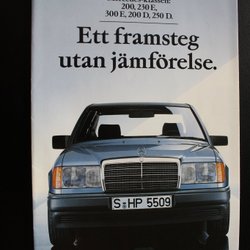 200, 230 E,
300 E, 200 D, 250 D.
Ett framsteg
utan jämförelse.
S HP 5509